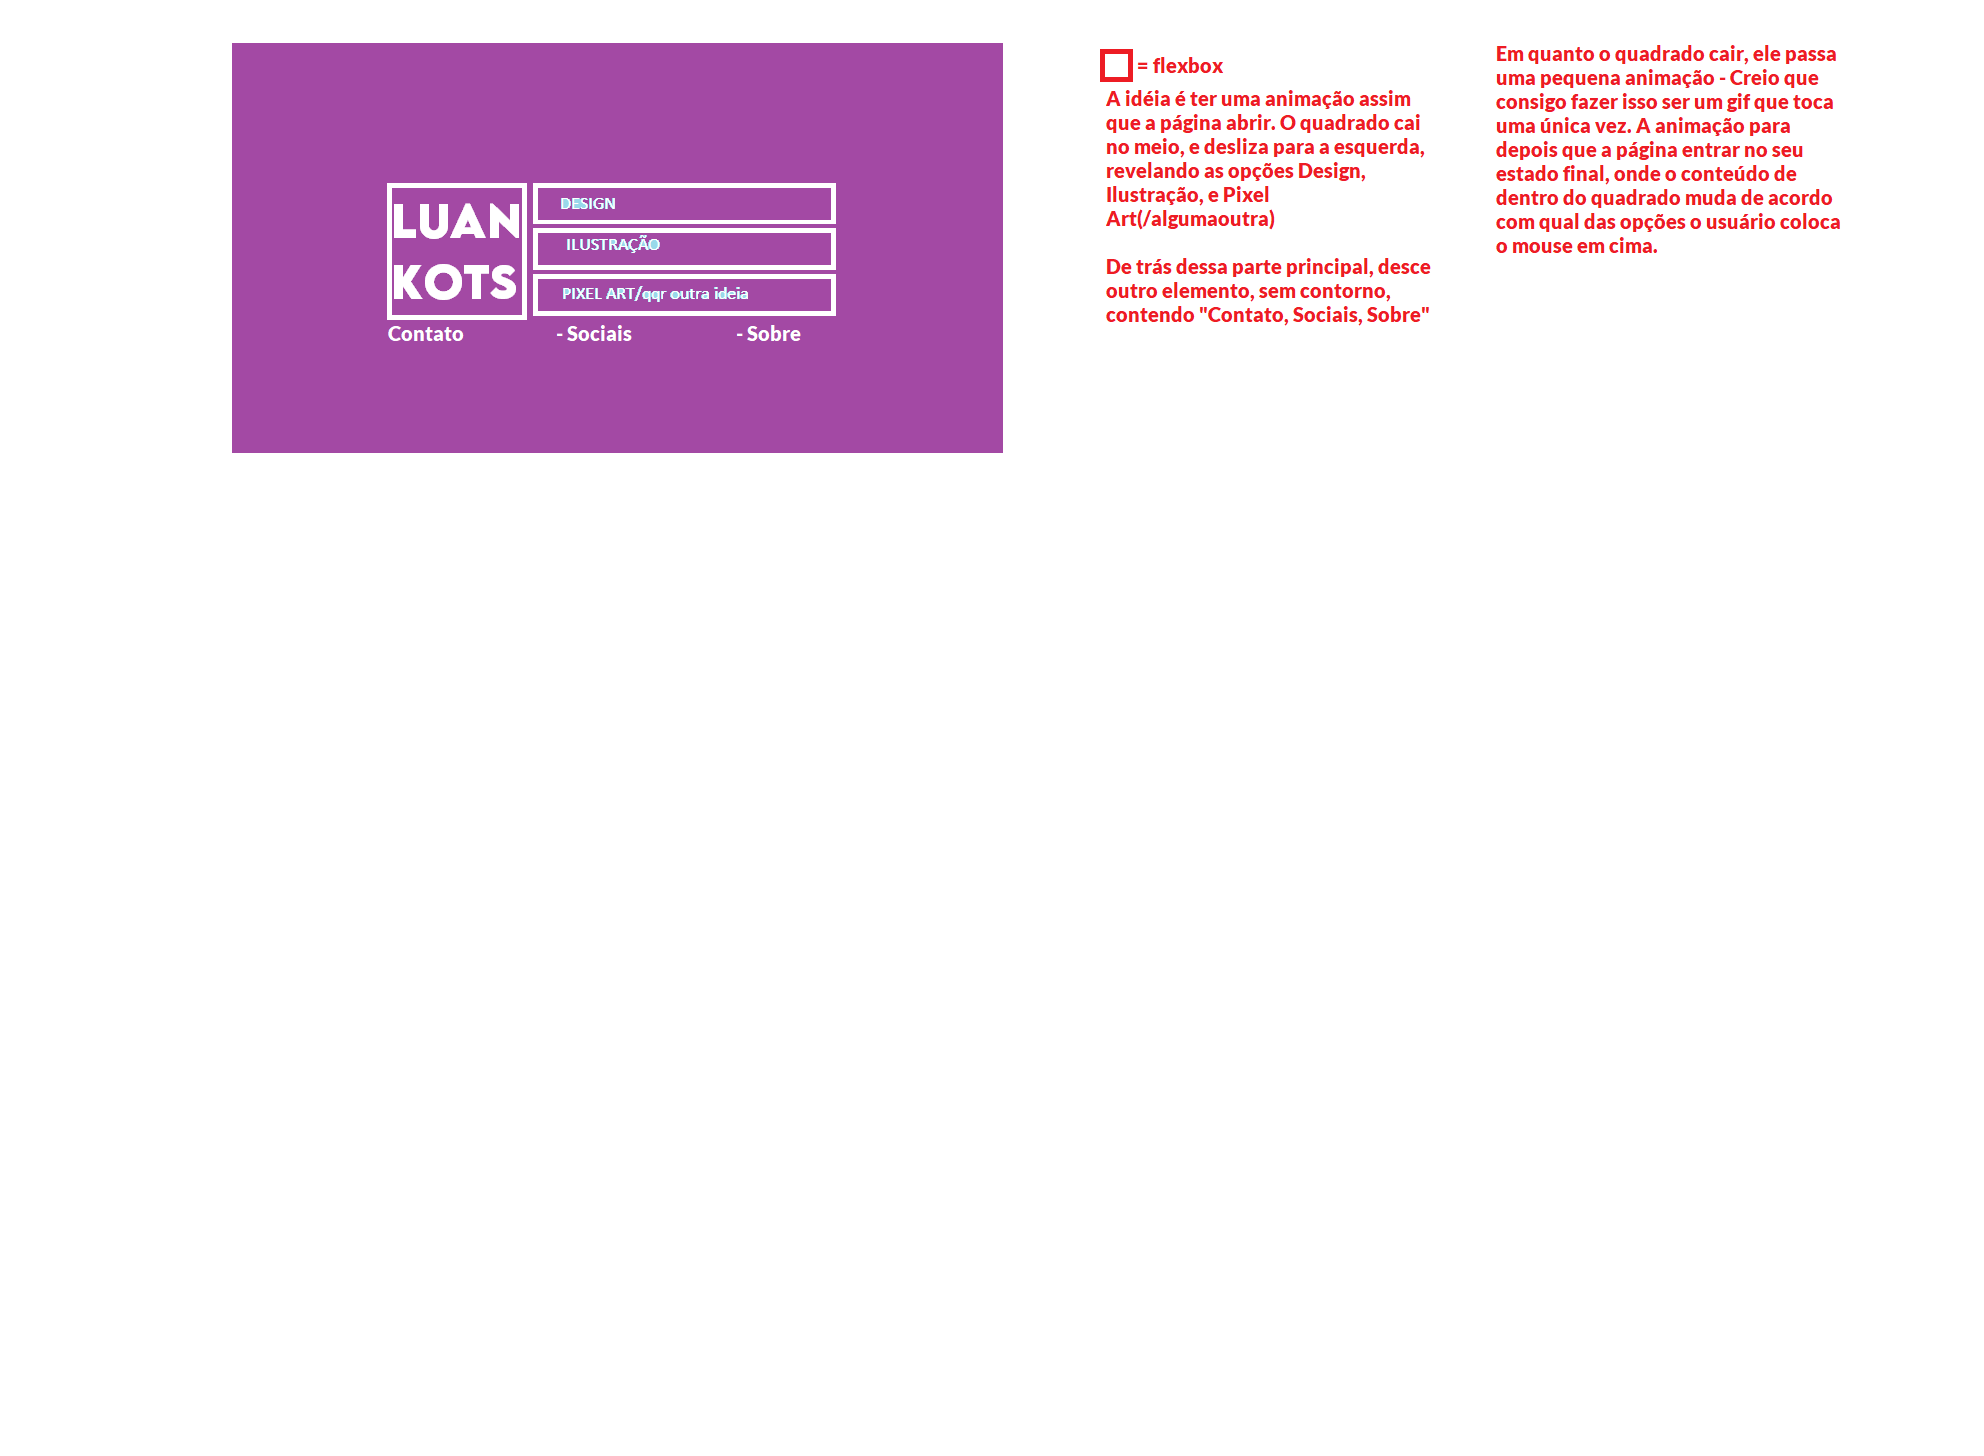 LUAN
KOTS
DESIGN
ILUSTRAÇÃO
PIXEL ART/qqr outra ideia
Contato - Sociais - Sobre
= flexbox
A idéia é ter uma animação assim
que a página abrir. O quadrado cai
no meio, e desliza para a esquerda,
revelando as opções Design,
Ilustração, e Pixel
Art(/algumaoutra)
De trás dessa parte principal, desce
outro elemento, sem contorno,
contendo "Contato, Sociais, Sobre"
Em quanto o quadrado cair, ele passa
uma pequena animação - Creio que
consigo fazer isso ser um gif que toca
uma única vez. A animação para
depois que a página entrar no seu
estado final, onde o conteúdo de
dentro do quadrado muda de acordo
com qual das opções o usuário coloca
o mouse em cima.